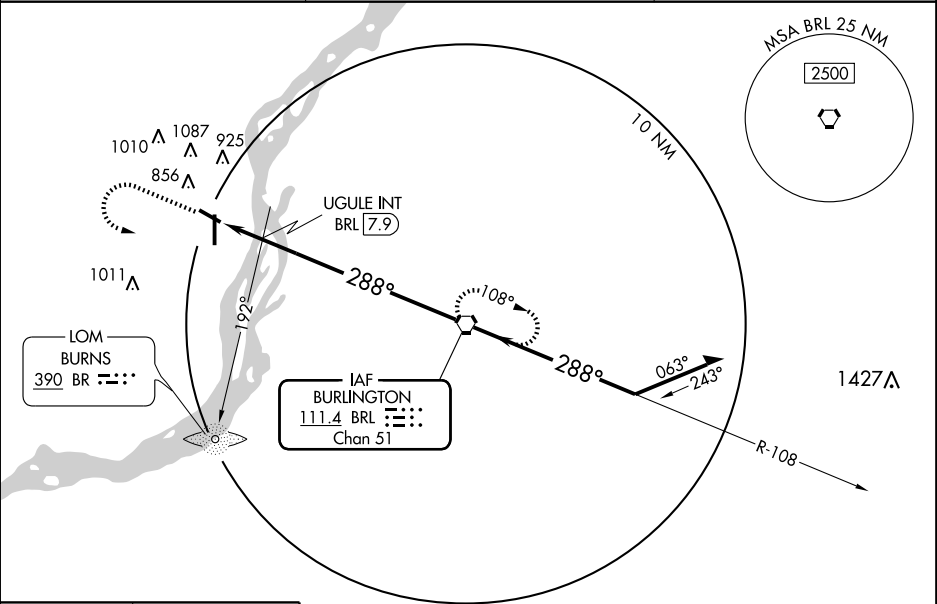 MSA BRL 25 NM
2500
10 NM
1010
1087
925
856
1011
UGULE INT
BRL 7.9
288°
108°
192°
LOM
BURNS
390 BR
IAF
BURLINGTON
111.4 BRL
Chan 51
288°
063°
243°
1427
R-108